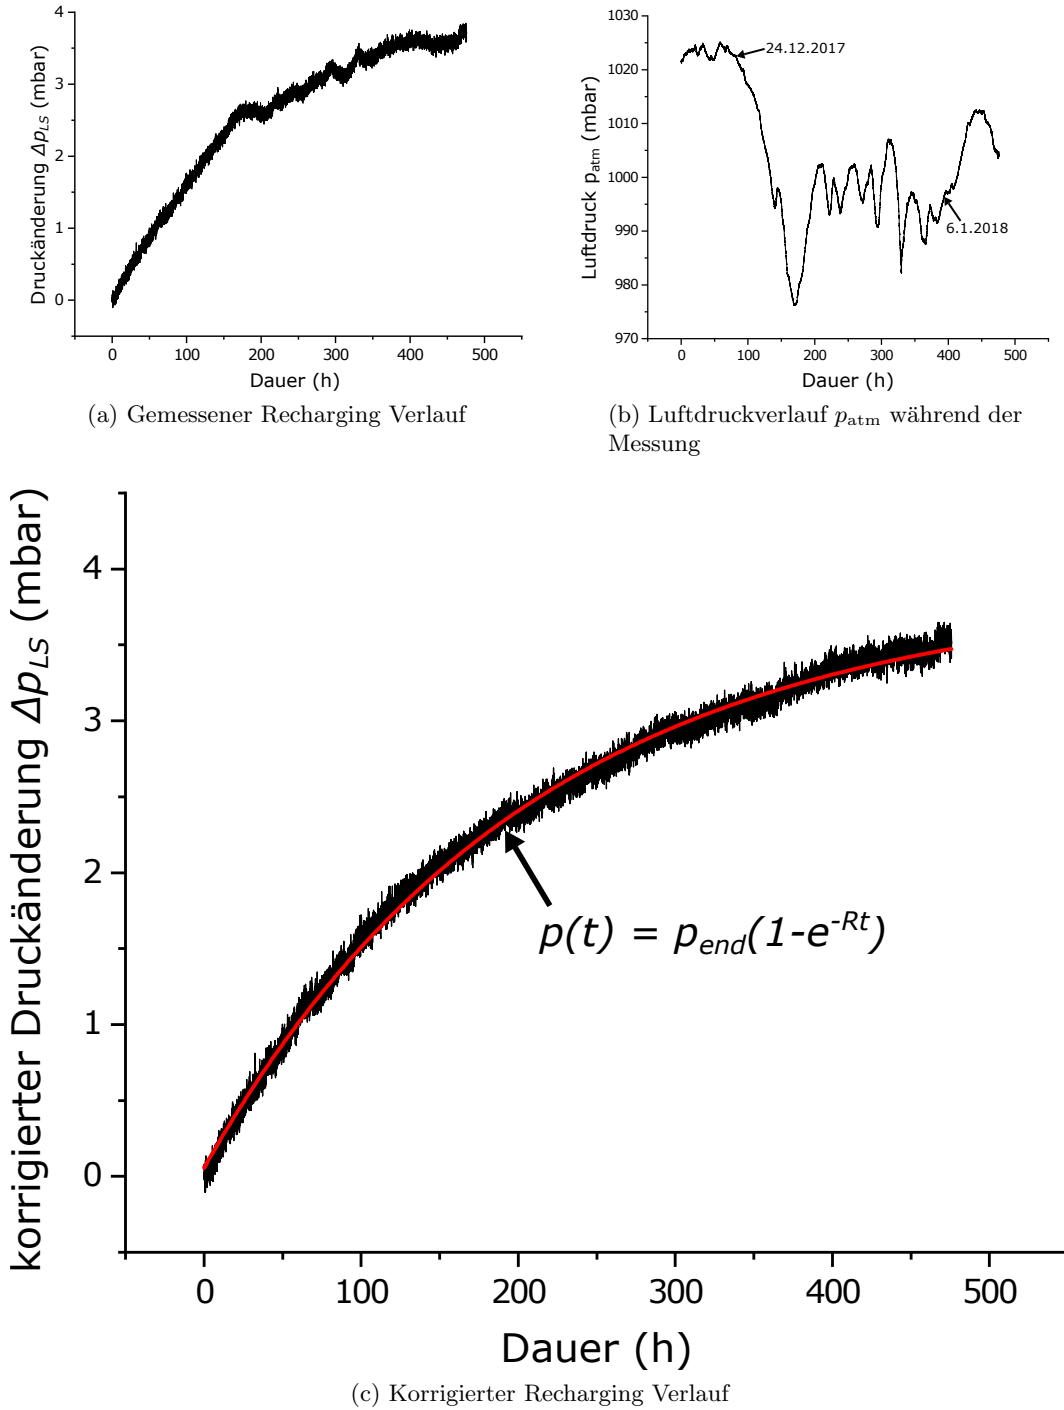 4
3
2
1
0
Druckänderung Δp_LS (mbar)
0 100 200 300 400 500
Dauer (h)
(a) Gemessener Recharging Verlauf
1030
1020
1010
1000
990
980
970
Luftdruck p_atm (mbar)
24.12.2017
6.1.2018
0 100 200 300 400 500
Dauer (h)
(b) Luftdruckverlauf p_atm während der
Messung
4
3
2
1
0
korrigierter Druckänderung Δp_LS (mbar)
p(t) = p_end(1-e^-Rt)
0 100 200 300 400 500
Dauer (h)
(c) Korrigierter Recharging Verlauf